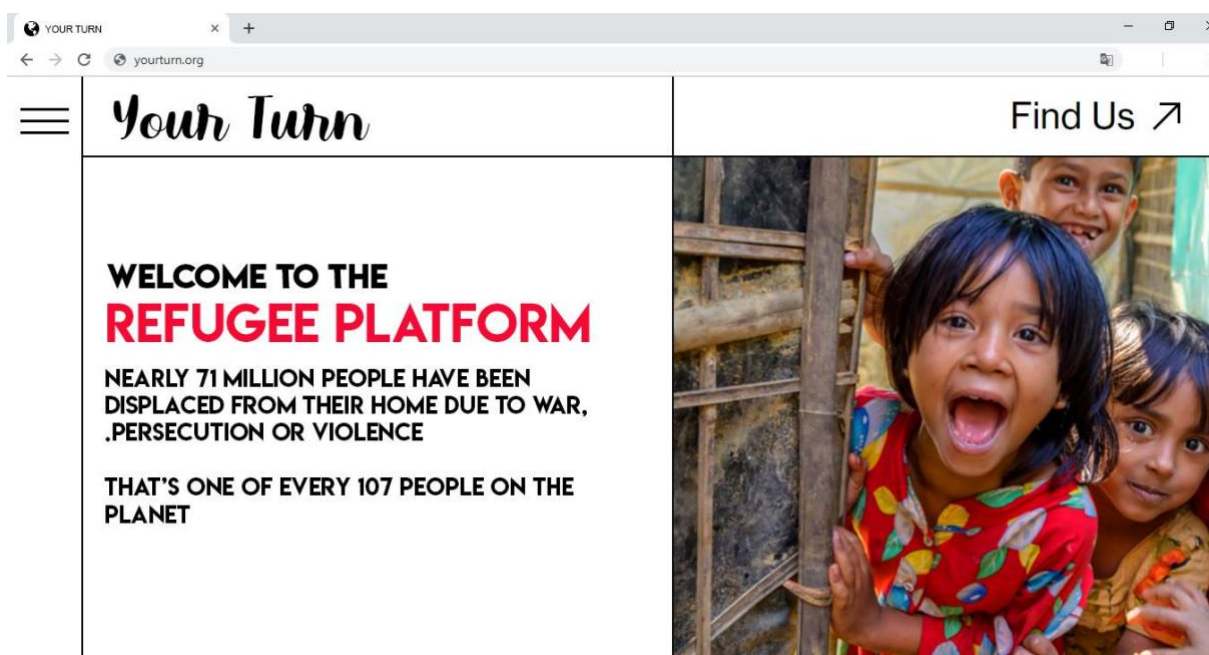 YOUR TURN
yourturn.org
Your Turn
Find Us
WELCOME TO THE
REFUGEE PLATFORM
NEARLY 71 MILLION PEOPLE HAVE BEEN
DISPLACED FROM THEIR HOME DUE TO WAR,
.PERSECUTION OR VIOLENCE
THAT'S ONE OF EVERY 107 PEOPLE ON THE
PLANET